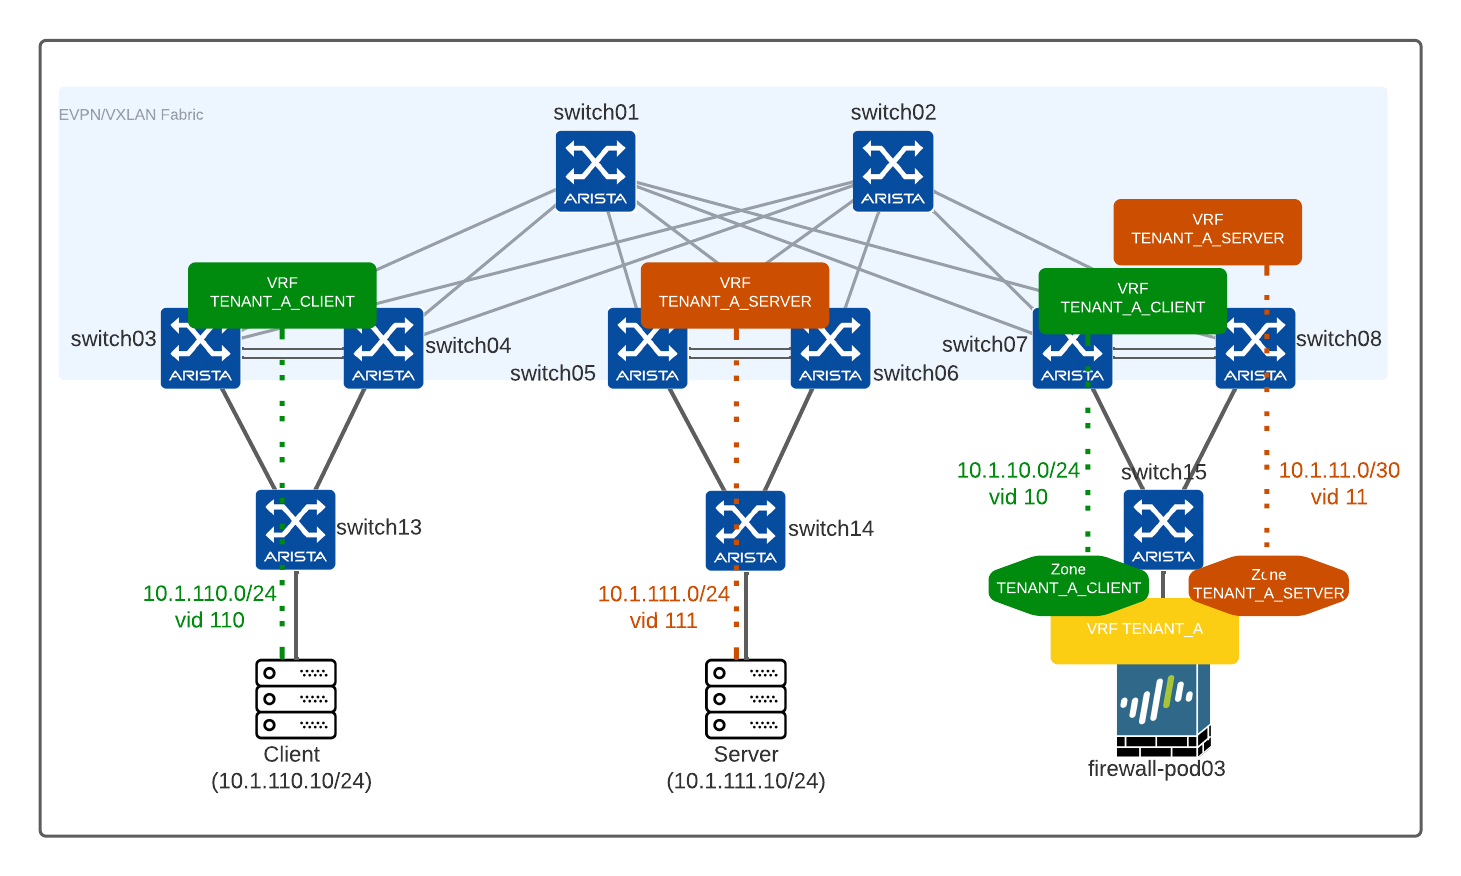 EVPN/VXLAN Fabric
switch01
switch02
ARISTA
ARISTA
VRF
TENANT_A_SERVER
VRF
TENANT_A_CLIENT
VRF
TENANT_A_SERVER
VRF
TENANT_A_CLIENT
switch03
switch04
switch05
switch06
switch07
switch08
ARISTA
ARISTA
ARISTA
ARISTA
ARISTA
ARISTA
10.1.10.0/24
vid 10
switch15
10.1.11.0/30
vid 11
switch13
switch14
ARISTA
ARISTA
ARISTA
10.1.110.0/24
vid 110
10.1.111.0/24
vid 111
Zone
TENANT_A_CLIENT
Zone
TENANT_A_SETVER
VRF TENANT_A
Client
(10.1.110.10/24)
Server
(10.1.111.10/24)
firewall-pod03